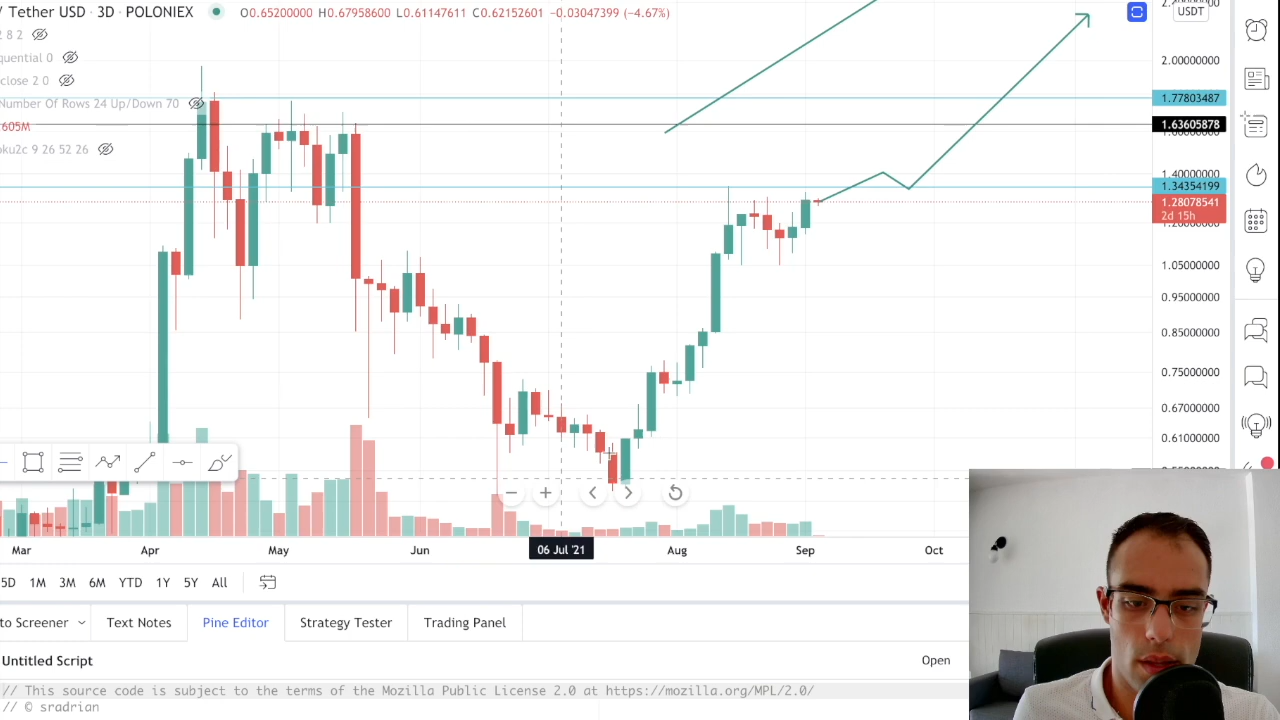 / Tether USD · 3D · POLONIEX O0.65200000 H0.67958600 L0.61147611 C0.62152601 −0.03047399 (−4.67%)
USDT
2 8 2
quential 0
close 2 0
Number Of Rows 24 Up/Down 70
605M
oku2c 9 26 52 26
2.00000000
1.77803487
1.63605878
1.40000000
1.34354199
1.28078541
2d 15h
1.05000000
0.95000000
0.85000000
0.75000000
0.67000000
0.61000000
Mar Apr May Jun 06 Jul '21 Aug Sep Oct
5D 1M 3M 6M YTD 1Y 5Y All
to Screener Text Notes Pine Editor Strategy Tester Trading Panel
Untitled Script Open
// This source code is subject to the terms of the Mozilla Public License 2.0 at https://mozilla.org/MPL/2.0/
// © sradrian